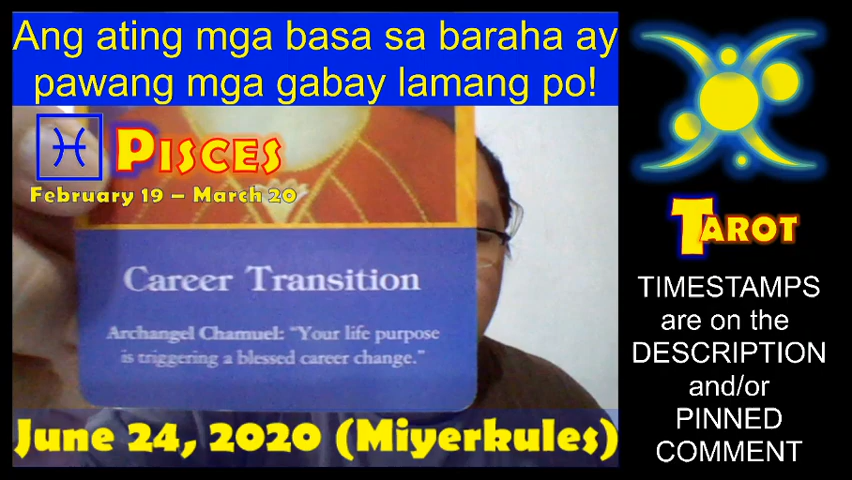 Ang ating mga basa sa baraha ay
pawang mga gabay lamang po!
PISCES
February 19 – March 20
Career Transition
Archangel Chamuel: “Your life purpose
is triggering a blessed career change.”
June 24, 2020 (Miyerkules)
TAROT
TIMESTAMPS
are on the
DESCRIPTION
and/or
PINNED
COMMENT